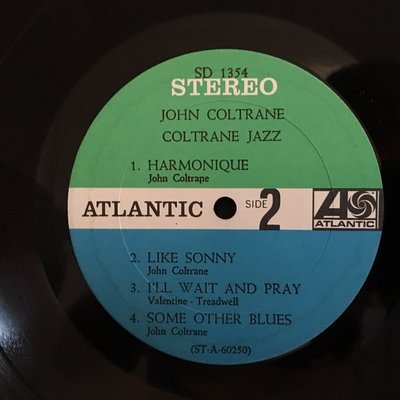 SD 1354
STEREO
JOHN COLTRANE
COLTRANE JAZZ
1. HARMONIQUE
John Coltrane
ATLANTIC SIDE 2
ATLANTIC
2. LIKE SONNY
John Coltrane
3. I'LL WAIT AND PRAY
Valentine - Treadwell
4. SOME OTHER BLUES
John Coltrane
(ST-A-60250)